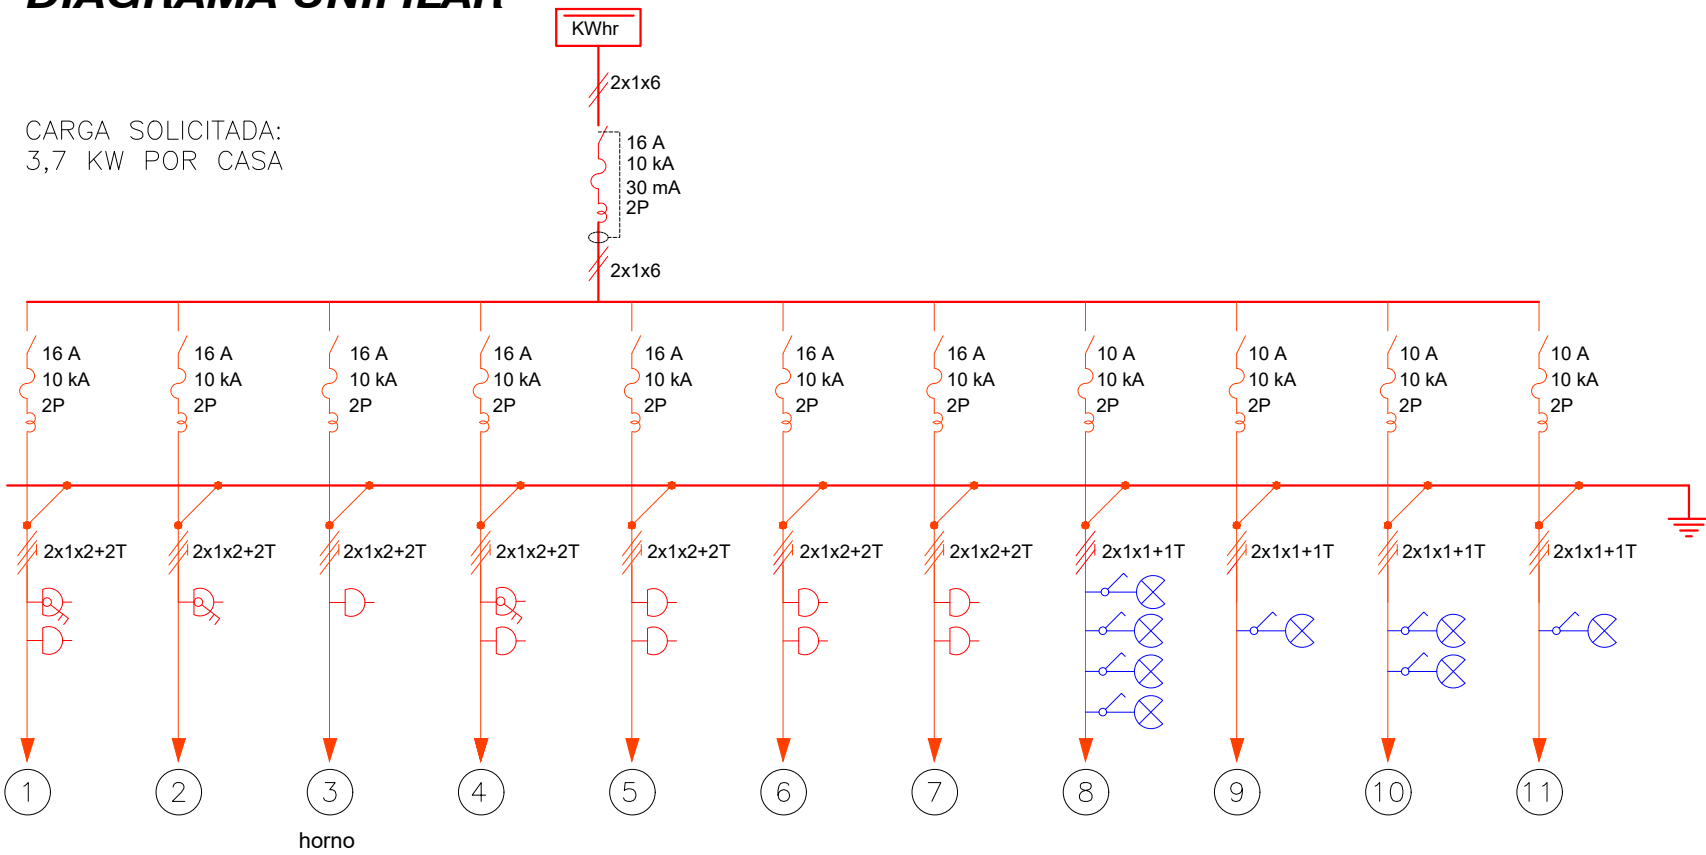 DIAGRAMA UNIFILAR
KWhr
2x1x6
CARGA SOLICITADA:
3,7 KW POR CASA
16 A
10 kA
30 mA
2P
2x1x6
16 A 16 A 16 A 16 A 16 A 16 A 16 A 10 A 10 A 10 A 10 A
10 kA 10 kA 10 kA 10 kA 10 kA 10 kA 10 kA 10 kA 10 kA 10 kA 10 kA
2P 2P 2P 2P 2P 2P 2P 2P 2P 2P 2P
2x1x2+2T 2x1x2+2T 2x1x2+2T 2x1x2+2T 2x1x2+2T 2x1x2+2T 2x1x2+2T 2x1x1+1T 2x1x1+1T 2x1x1+1T 2x1x1+1T
1 2 3 4 5 6 7 8 9 10 11
horno